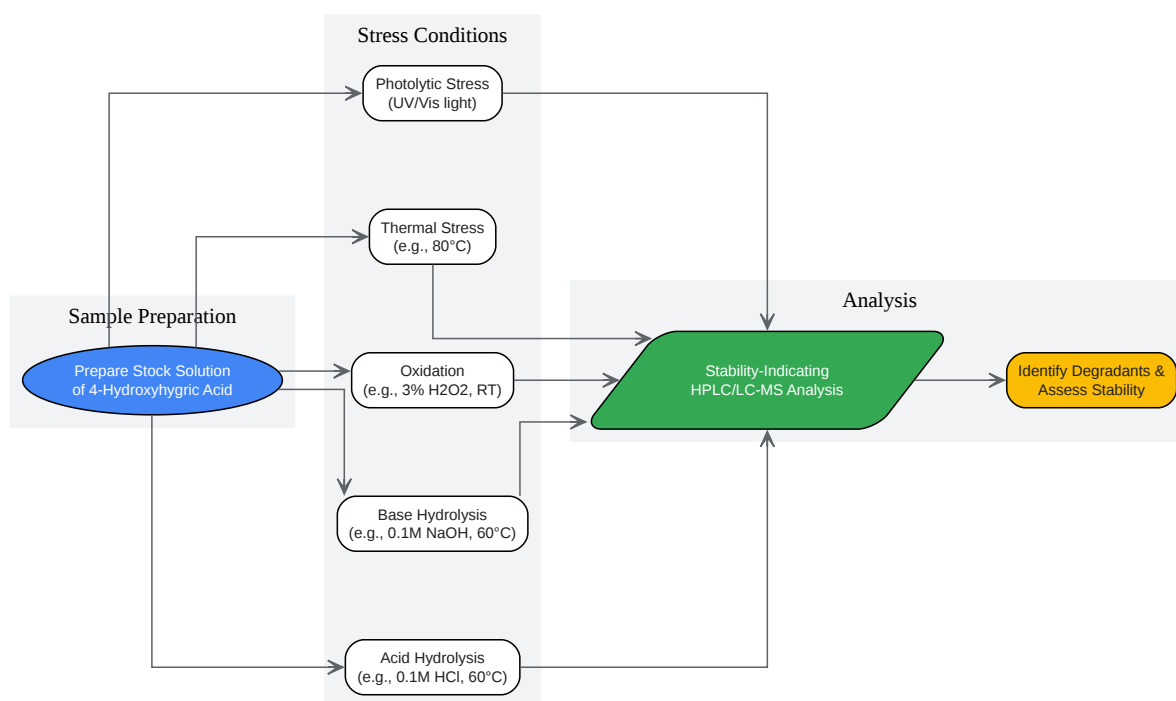 Stress Conditions
Photolytic Stress
(UV/Vis light)
Thermal Stress
(e.g., 80°C)
Sample Preparation
Prepare Stock Solution
of 4-Hydroxyhygric Acid
Oxidation
(e.g., 3% H2O2, RT)
Base Hydrolysis
(e.g., 0.1M NaOH, 60°C)
Acid Hydrolysis
(e.g., 0.1M HCl, 60°C)
Analysis
Stability-Indicating
HPLC/LC-MS Analysis
Identify Degradants &
Assess Stability